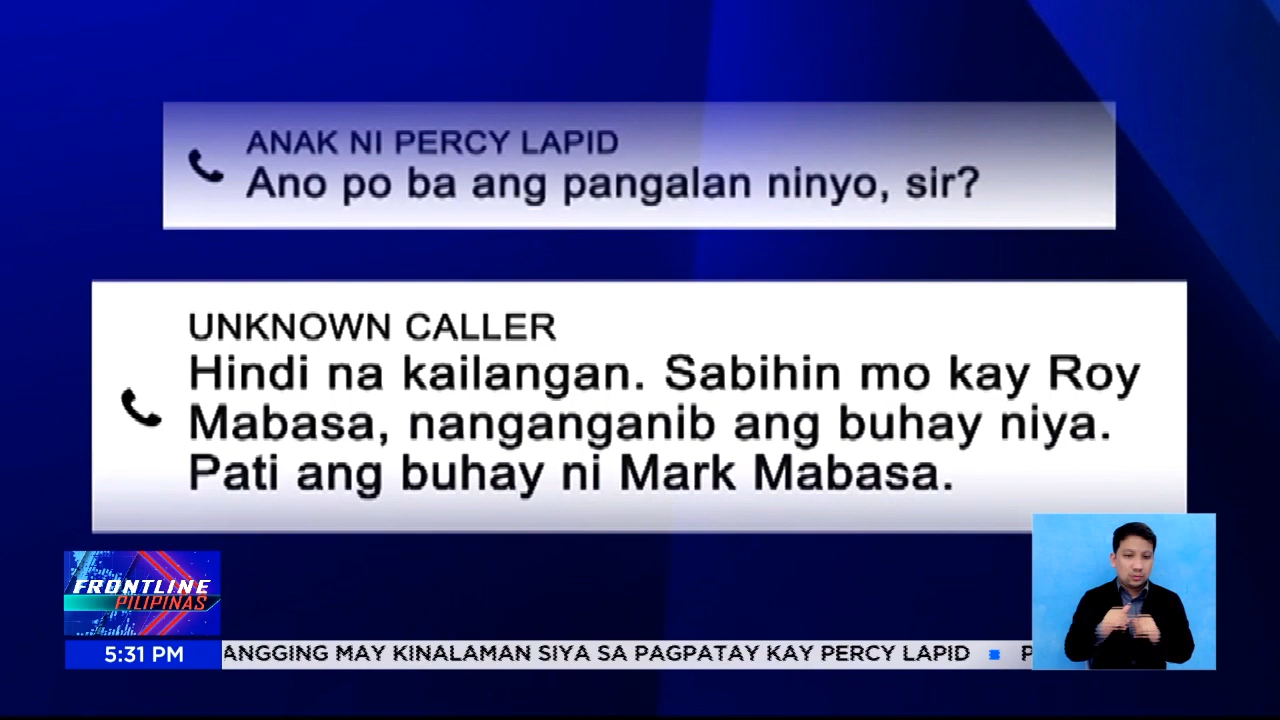 ANAK NI PERCY LAPID
Ano po ba ang pangalan ninyo, sir?
UNKNOWN CALLER
Hindi na kailangan. Sabihin mo kay Roy
Mabasa, nanganganib ang buhay niya.
Pati ang buhay ni Mark Mabasa.
FRONTLINE
PILIPINAS
5:31 PM
ANGGING MAY KINALAMAN SIYA SA PAGPATAY KAY PERCY LAPID ▪ P